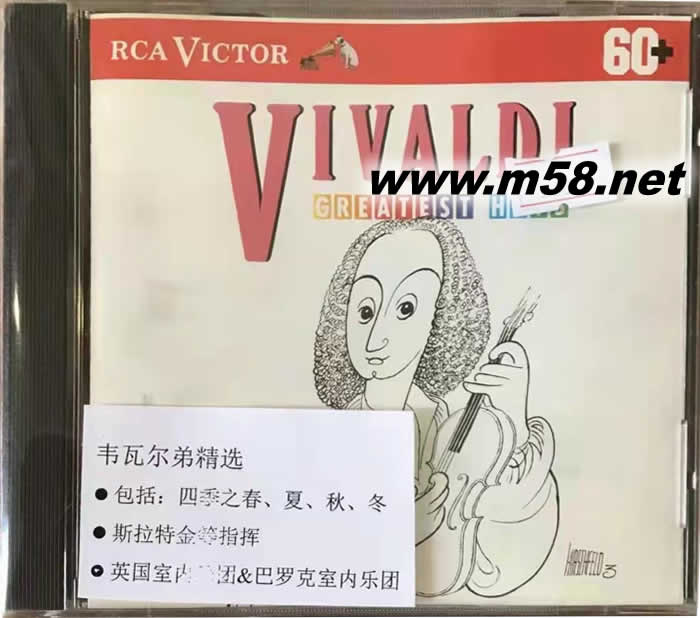 RCA VICTOR
60+
VIVALDI
www.m58.net
GREATEST
韦瓦尔弟精选
包括：四季之春、夏、秋、冬
斯拉特金等指挥
英国室内 团&巴罗克室内乐团
HIRSCHFELD 3